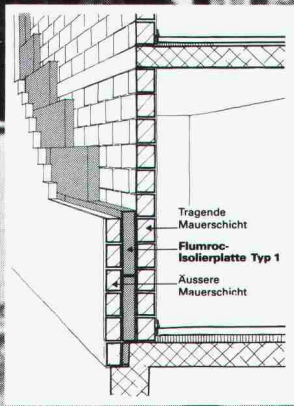 Tragende
Mauerschicht
Flumroc-
Isolierplatte Typ 1
Äussere
Mauerschicht